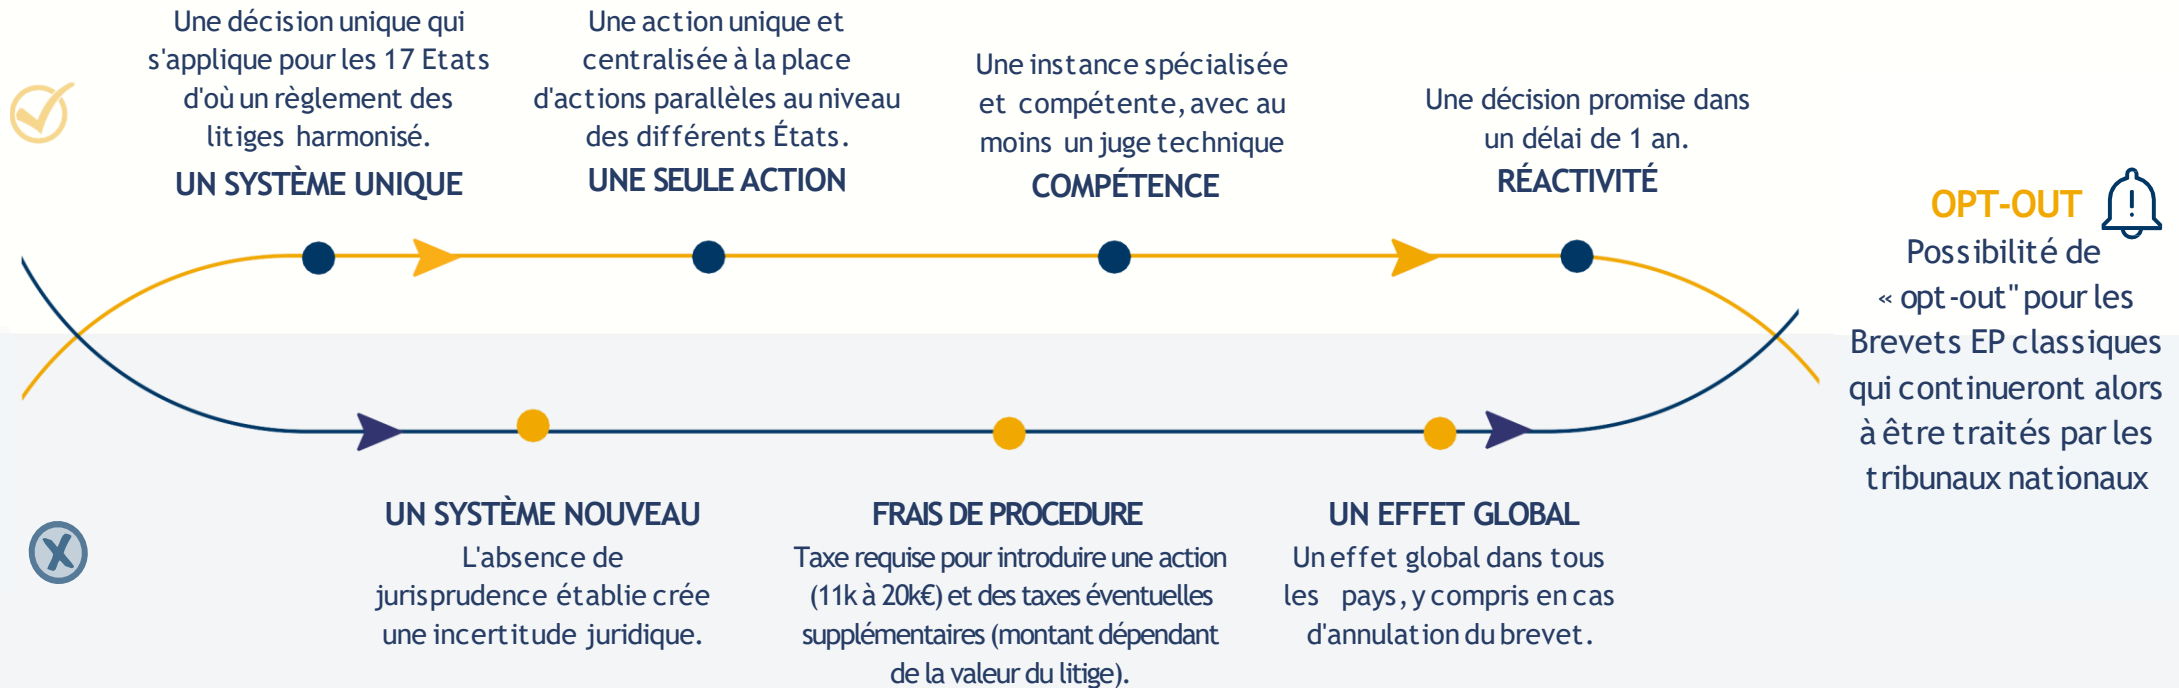 Une décision unique qui
s'applique pour les 17 Etats
d'où un règlement des
litiges harmonisé.
UN SYSTÈME UNIQUE
Une action unique et
centralisée à la place
d'actions parallèles au niveau
des différents États.
UNE SEULE ACTION
Une instance spécialisée
et compétente, avec au
moins un juge technique
COMPÉTENCE
Une décision promise dans
un délai de 1 an.
RÉACTIVITÉ
OPT-OUT
Possibilité de
« opt-out" pour les
Brevets EP classiques
qui continueront alors
à être traités par les
tribunaux nationaux
UN SYSTÈME NOUVEAU
L'absence de
jurisprudence établie crée
une incertitude juridique.
FRAIS DE PROCEDURE
Taxe requise pour introduire une action
(11k à 20k€) et des taxes éventuelles
supplémentaires (montant dépendant
de la valeur du litige).
UN EFFET GLOBAL
Un effet global dans tous
les pays, y compris en cas
d'annulation du brevet.